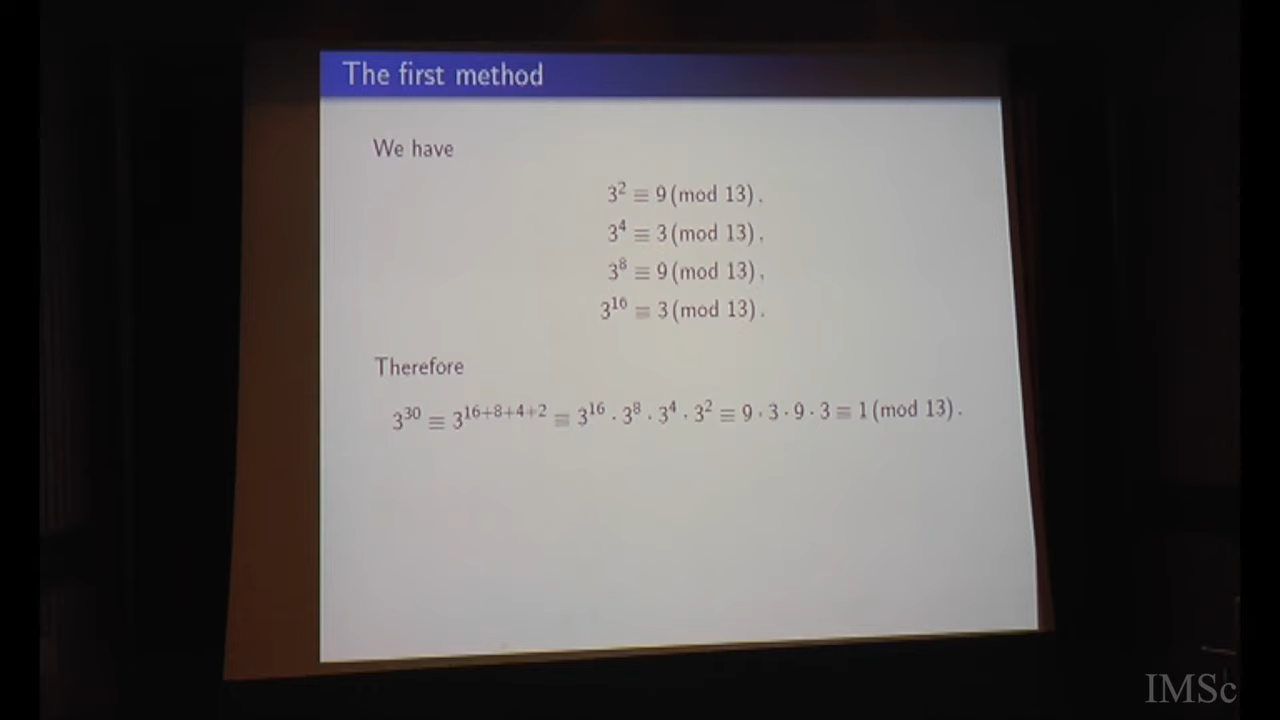 The first method
We have
3² ≡ 9 (mod 13).
3⁴ ≡ 3 (mod 13).
3⁸ ≡ 9 (mod 13).
3¹⁶ ≡ 3 (mod 13).
Therefore
3³⁰ ≡ 3¹⁶⁺⁸⁺⁴⁺² ≡ 3¹⁶ · 3⁸ · 3⁴ · 3² ≡ 9 · 3 · 9 · 3 ≡ 1 (mod 13).
IMSc